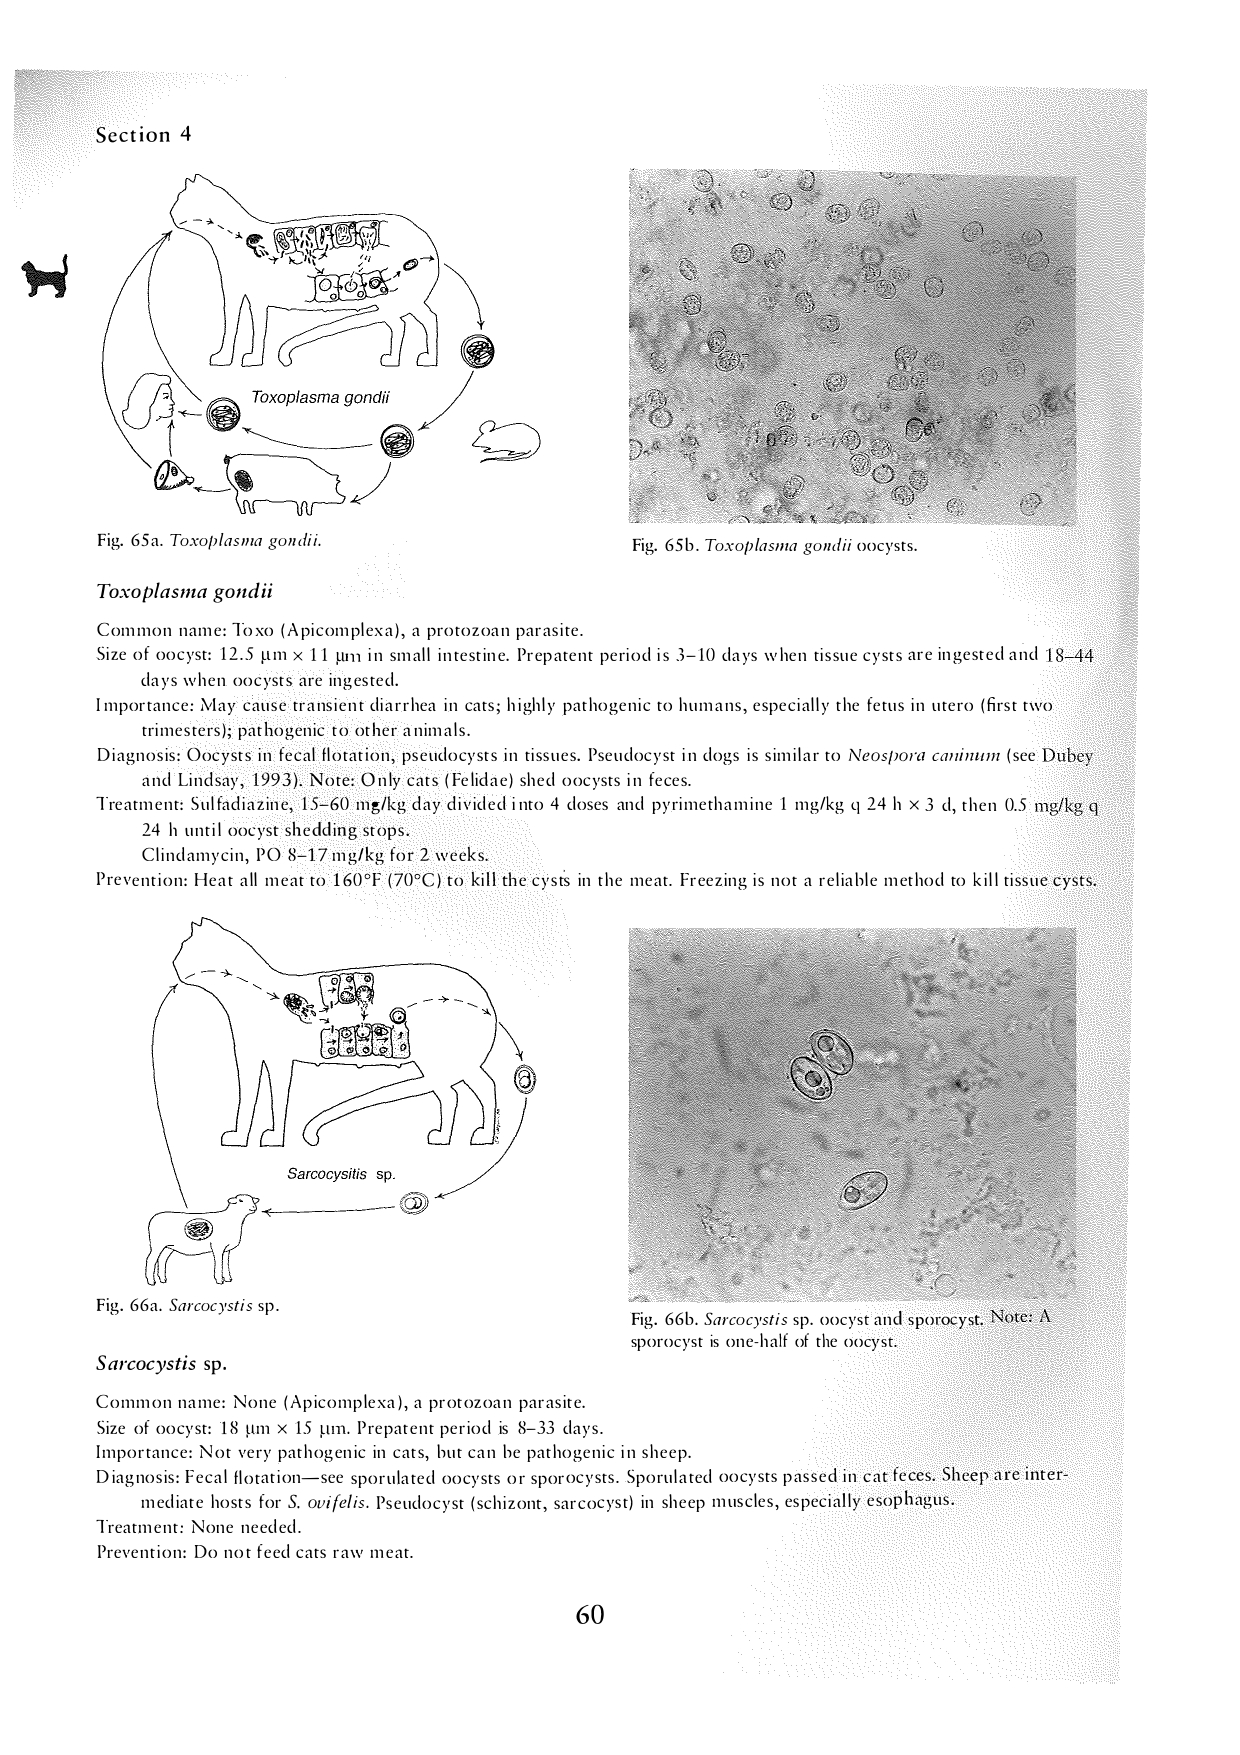 Section 4
Toxoplasma gondii
Fig. 65a. Toxoplasma gondii.
Fig. 65b. Toxoplasma gondii oocysts.
Toxoplasma gondii
Common name: Toxo (Apicomplexa), a protozoan parasite.
Size of oocyst: 12.5 µm × 11 µm in small intestine. Prepatent period is 3–10 days when tissue cysts are ingested and 18–44
days when oocysts are ingested.
Importance: May cause transient diarrhea in cats; highly pathogenic to humans, especially the fetus in utero (first two
trimesters); pathogenic to other animals.
Diagnosis: Oocysts in fecal flotation, pseudocysts in tissues. Pseudocyst in dogs is similar to Neospora caninum (see Dubey
and Lindsay, 1993). Note: Only cats (Felidae) shed oocysts in feces.
Treatment: Sulfadiazine, 15–60 mg/kg day divided into 4 doses and pyrimethamine 1 mg/kg q 24 h × 3 d, then 0.5 mg/kg q
24 h until oocyst shedding stops.
Clindamycin, PO 8–17 mg/kg for 2 weeks.
Prevention: Heat all meat to 160°F (70°C) to kill the cysts in the meat. Freezing is not a reliable method to kill tissue cysts.
Sarcocysitis sp.
Fig. 66a. Sarcocystis sp.
Fig. 66b. Sarcocystis sp. oocyst and sporocyst. Note: A
sporocyst is one-half of the oocyst.
Sarcocystis sp.
Common name: None (Apicomplexa), a protozoan parasite.
Size of oocyst: 18 µm × 15 µm. Prepatent period is 8–33 days.
Importance: Not very pathogenic in cats, but can be pathogenic in sheep.
Diagnosis: Fecal flotation—see sporulated oocysts or sporocysts. Sporulated oocysts passed in cat feces. Sheep are inter-
mediate hosts for S. ovifelis. Pseudocyst (schizont, sarcocyst) in sheep muscles, especially esophagus.
Treatment: None needed.
Prevention: Do not feed cats raw meat.
60